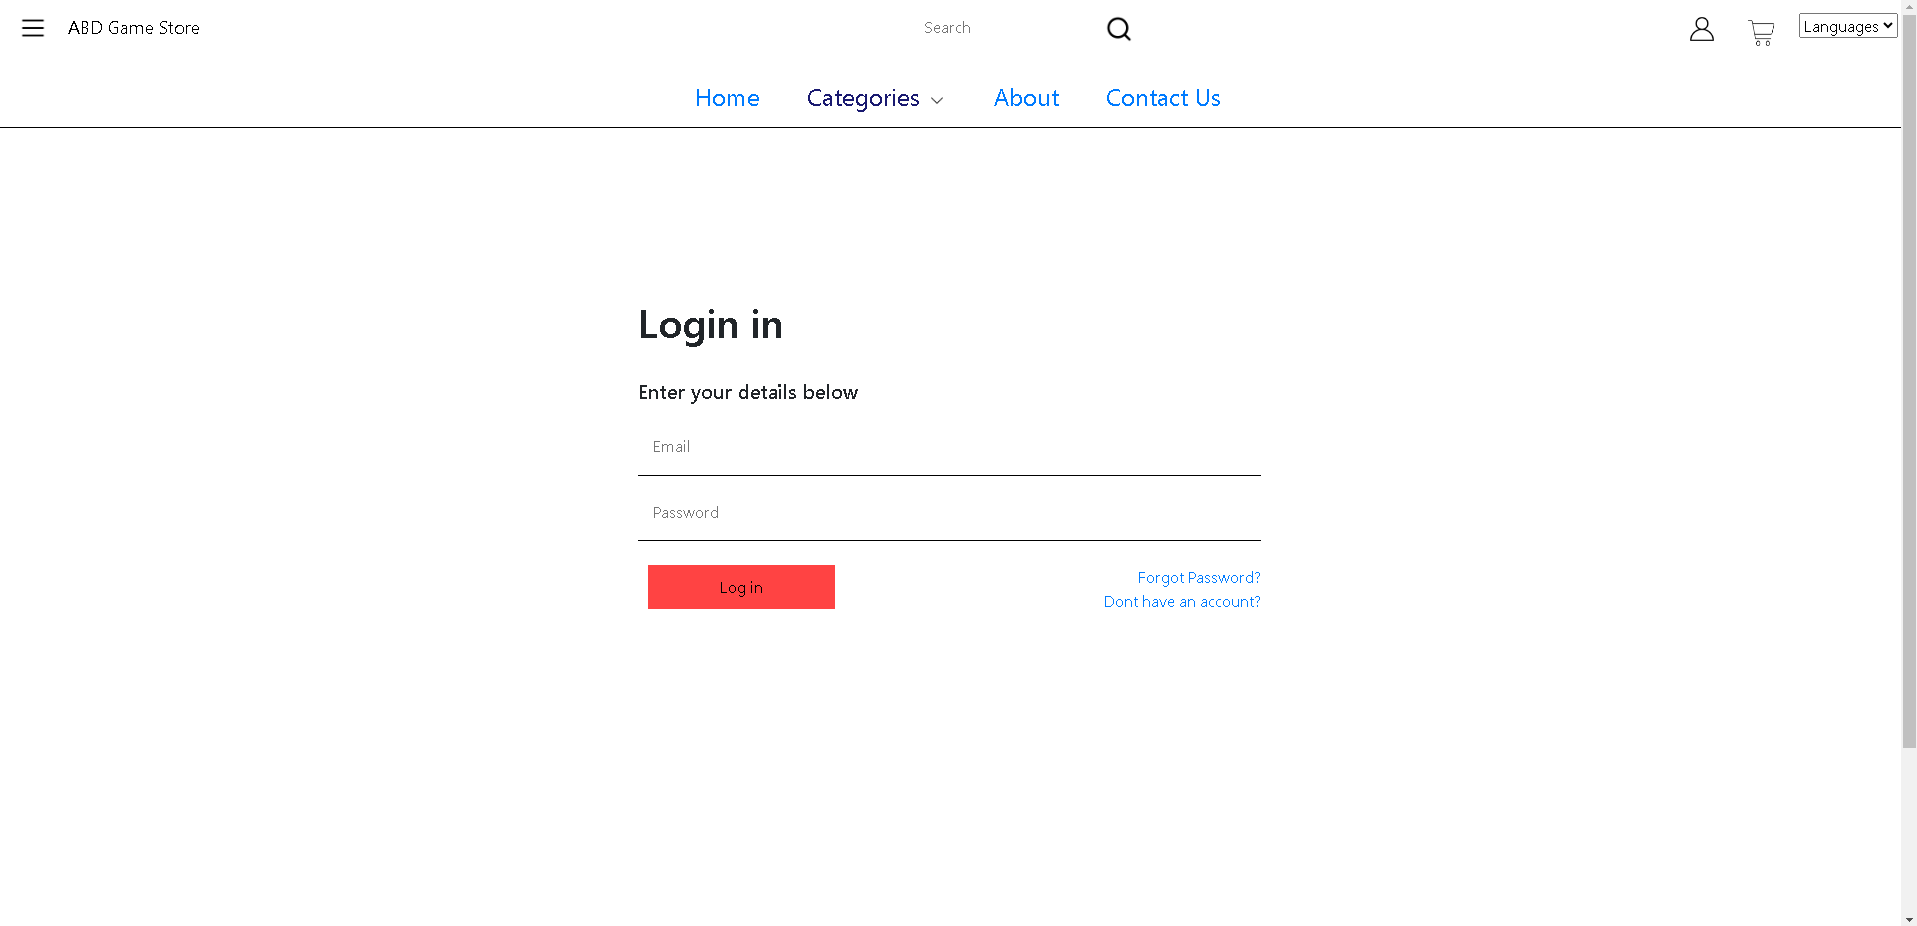 ABD Game Store
Search
Languages
Home
Categories
About
Contact Us
Login in
Enter your details below
Email
Password
Log in
Forgot Password?
Dont have an account?